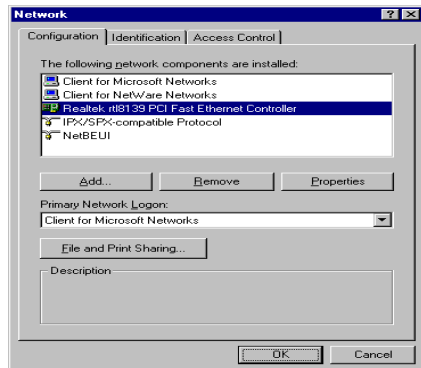 Network
Configuration Identification Access Control
The following network components are installed:
Client for Microsoft Networks
Client for NetWare Networks
Realtek rtl8139 PCI Fast Ethernet Controller
IPX/SPX-compatible Protocol
NetBEUI
Add... Remove Properties
Primary Network Logon:
Client for Microsoft Networks
File and Print Sharing...
Description
OK Cancel